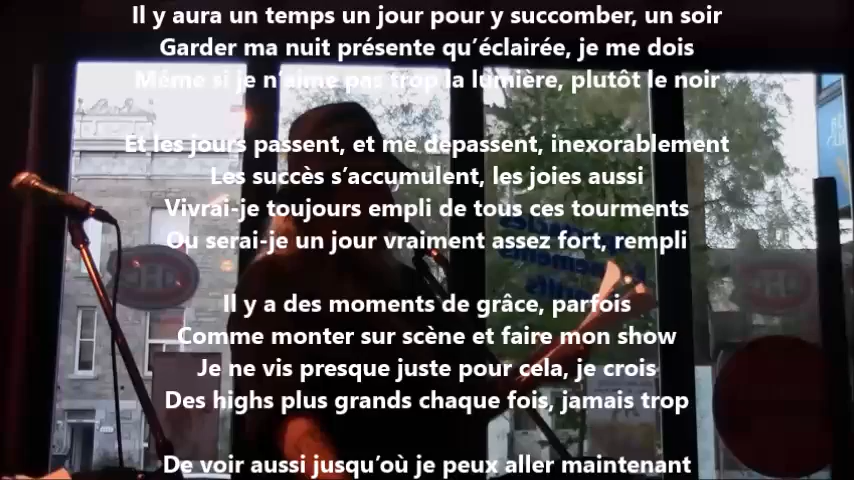 Il y aura un temps un jour pour y succomber, un soir
Garder ma nuit présente qu’éclairée, je me dois
Même si je n’aime pas trop la lumière, plutôt le noir
Et les jours passent, et me dépassent, inexorablement
Les succès s’accumulent, les joies aussi
Vivrai-je toujours empli de tous ces tourments
Ou serai-je un jour vraiment assez fort, rempli
Il y a des moments de grâce, parfois
Comme monter sur scène et faire mon show
Je ne vis presque juste pour cela, je crois
Des highs plus grands chaque fois, jamais trop
De voir aussi jusqu’où je peux aller maintenant